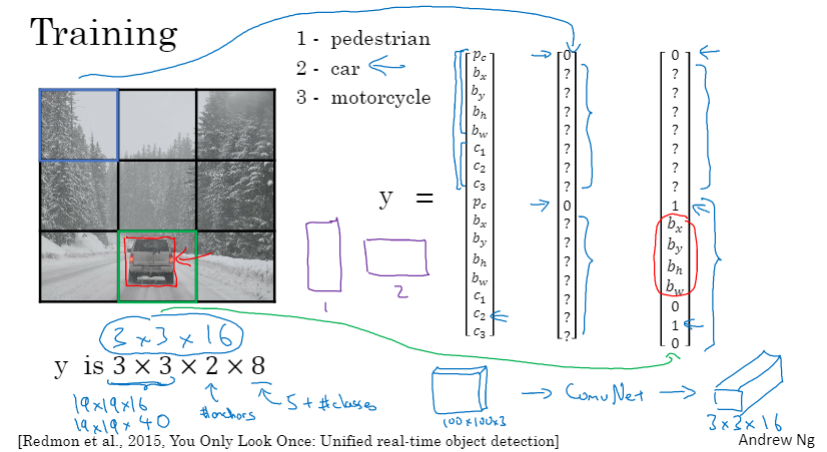 Training
1 - pedestrian
2 - car
3 - motorcycle
y =
p_c
b_x
b_y
b_h
b_w
c_1
c_2
c_3
p_c
b_x
b_y
b_h
b_w
c_1
c_2
c_3
0
?
?
?
?
?
?
?
0
?
?
?
?
?
?
?
0
?
?
?
?
?
?
?
1
b_x
b_y
b_h
b_w
0
1
0
1
2
3 × 3 × 16
y is 3 × 3 × 2 × 8
19×19×16
19×19×40
#anchors
5 + #classes
100×100×3
→ ConvNet →
3×3×16
[Redmon et al., 2015, You Only Look Once: Unified real-time object detection]
Andrew Ng